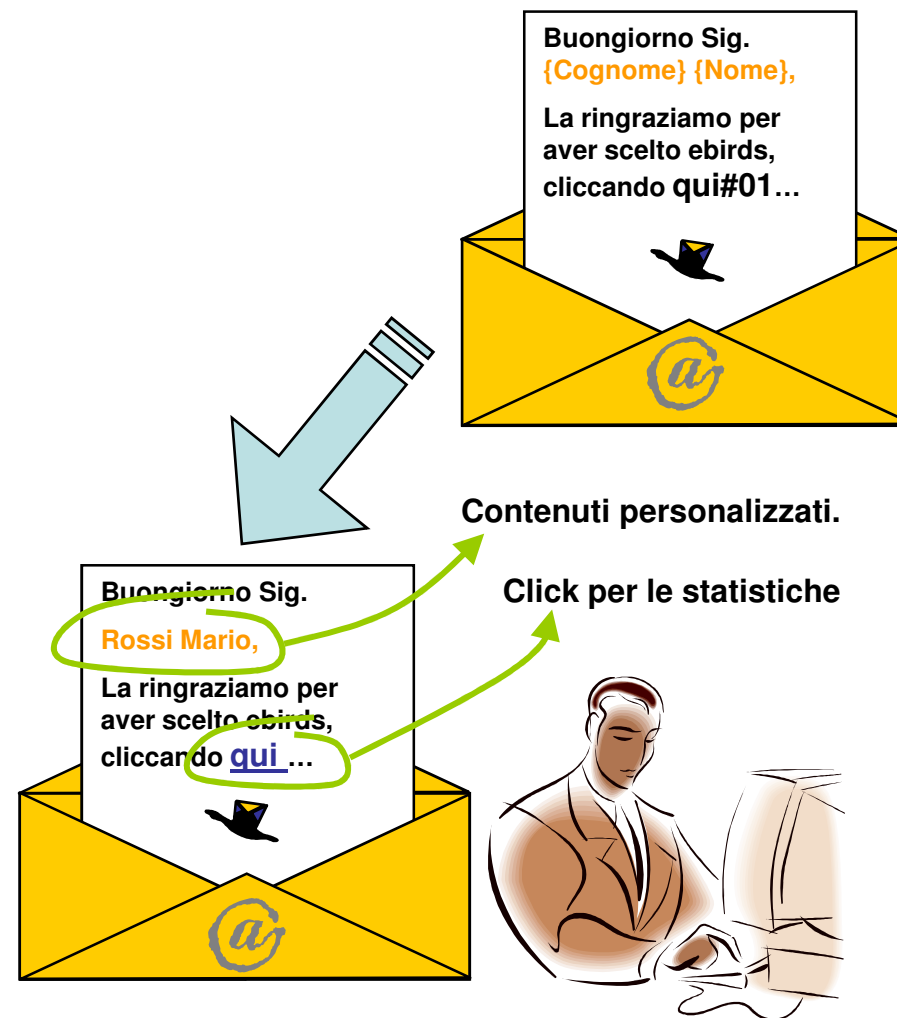 Buongiorno Sig.
{Cognome} {Nome},
La ringraziamo per
aver scelto ebirds,
cliccando qui#01...
@
Contenuti personalizzati.
Click per le statistiche
Buongiorno Sig.
Rossi Mario,
La ringraziamo per
aver scelto ebirds,
cliccando qui ...
@